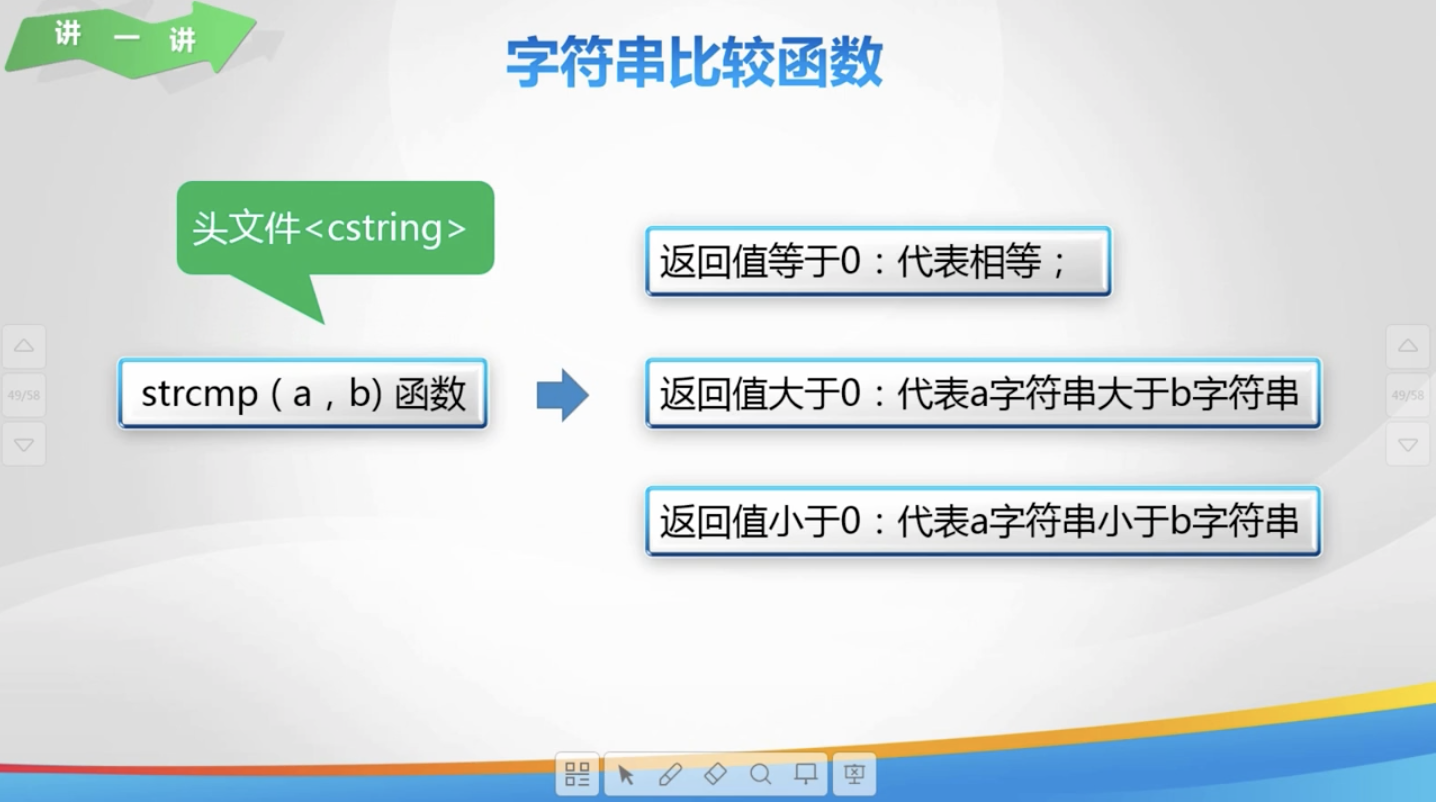 讲 一 讲
字符串比较函数
头文件<cstring>
返回值等于0：代表相等；
strcmp（a，b) 函数
返回值大于0：代表a字符串大于b字符串
返回值小于0：代表a字符串小于b字符串
49/58
49/58